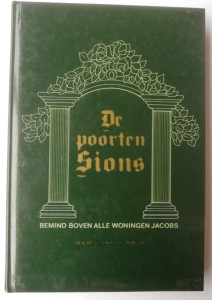 De
poorten
Sions
BEMIND BOVEN ALLE WONINGEN JACOBS